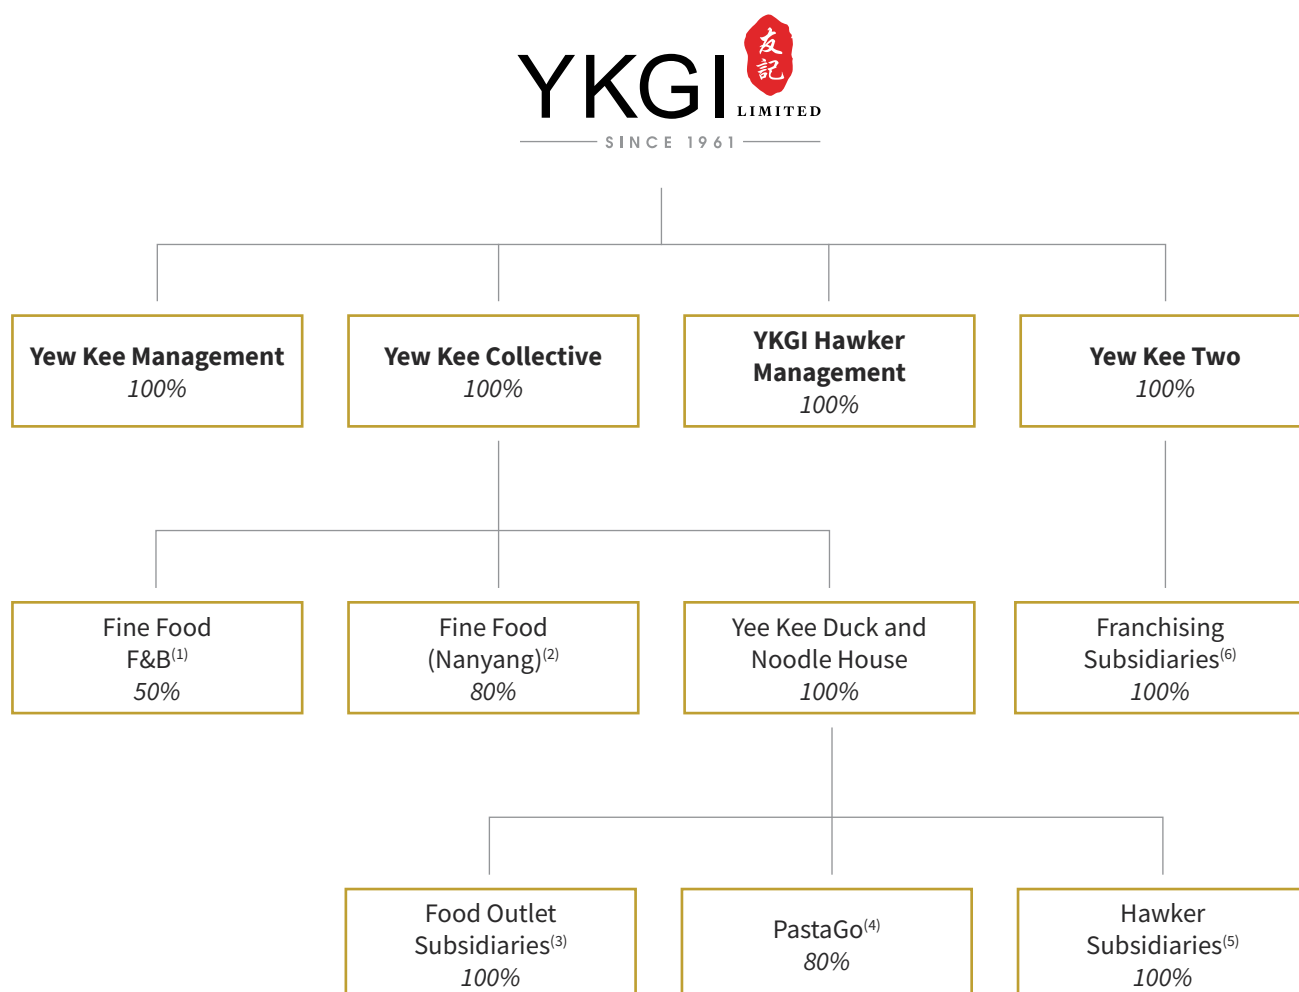 YKGI
友
記
LIMITED
SINCE 1961
Yew Kee Management
100%
Yew Kee Collective
100%
YKGI Hawker
Management
100%
Yew Kee Two
100%
Fine Food
F&B(1)
50%
Fine Food
(Nanyang)(2)
80%
Yee Kee Duck and
Noodle House
100%
Franchising
Subsidiaries(6)
100%
Food Outlet
Subsidiaries(3)
100%
PastaGo(4)
80%
Hawker
Subsidiaries(5)
100%